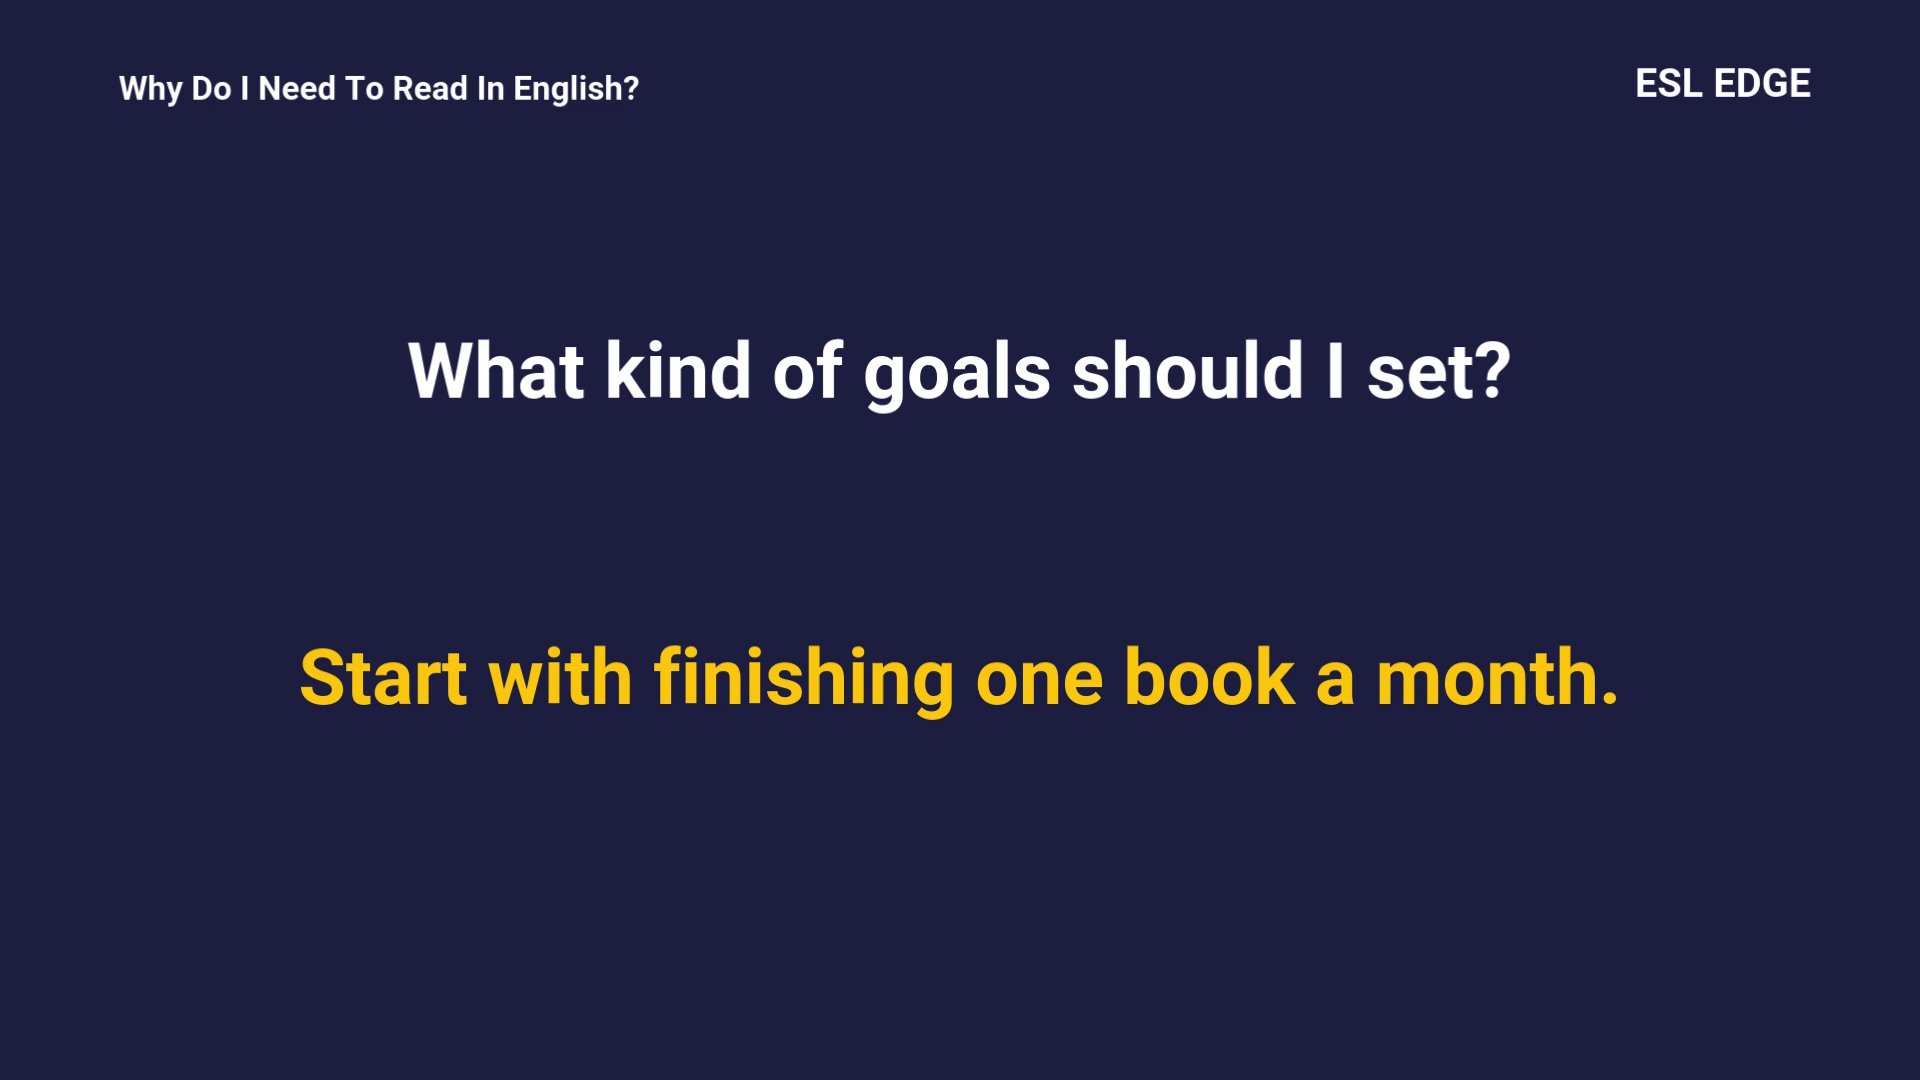 Why Do I Need To Read In English?
ESL EDGE
What kind of goals should I set?
Start with finishing one book a month.